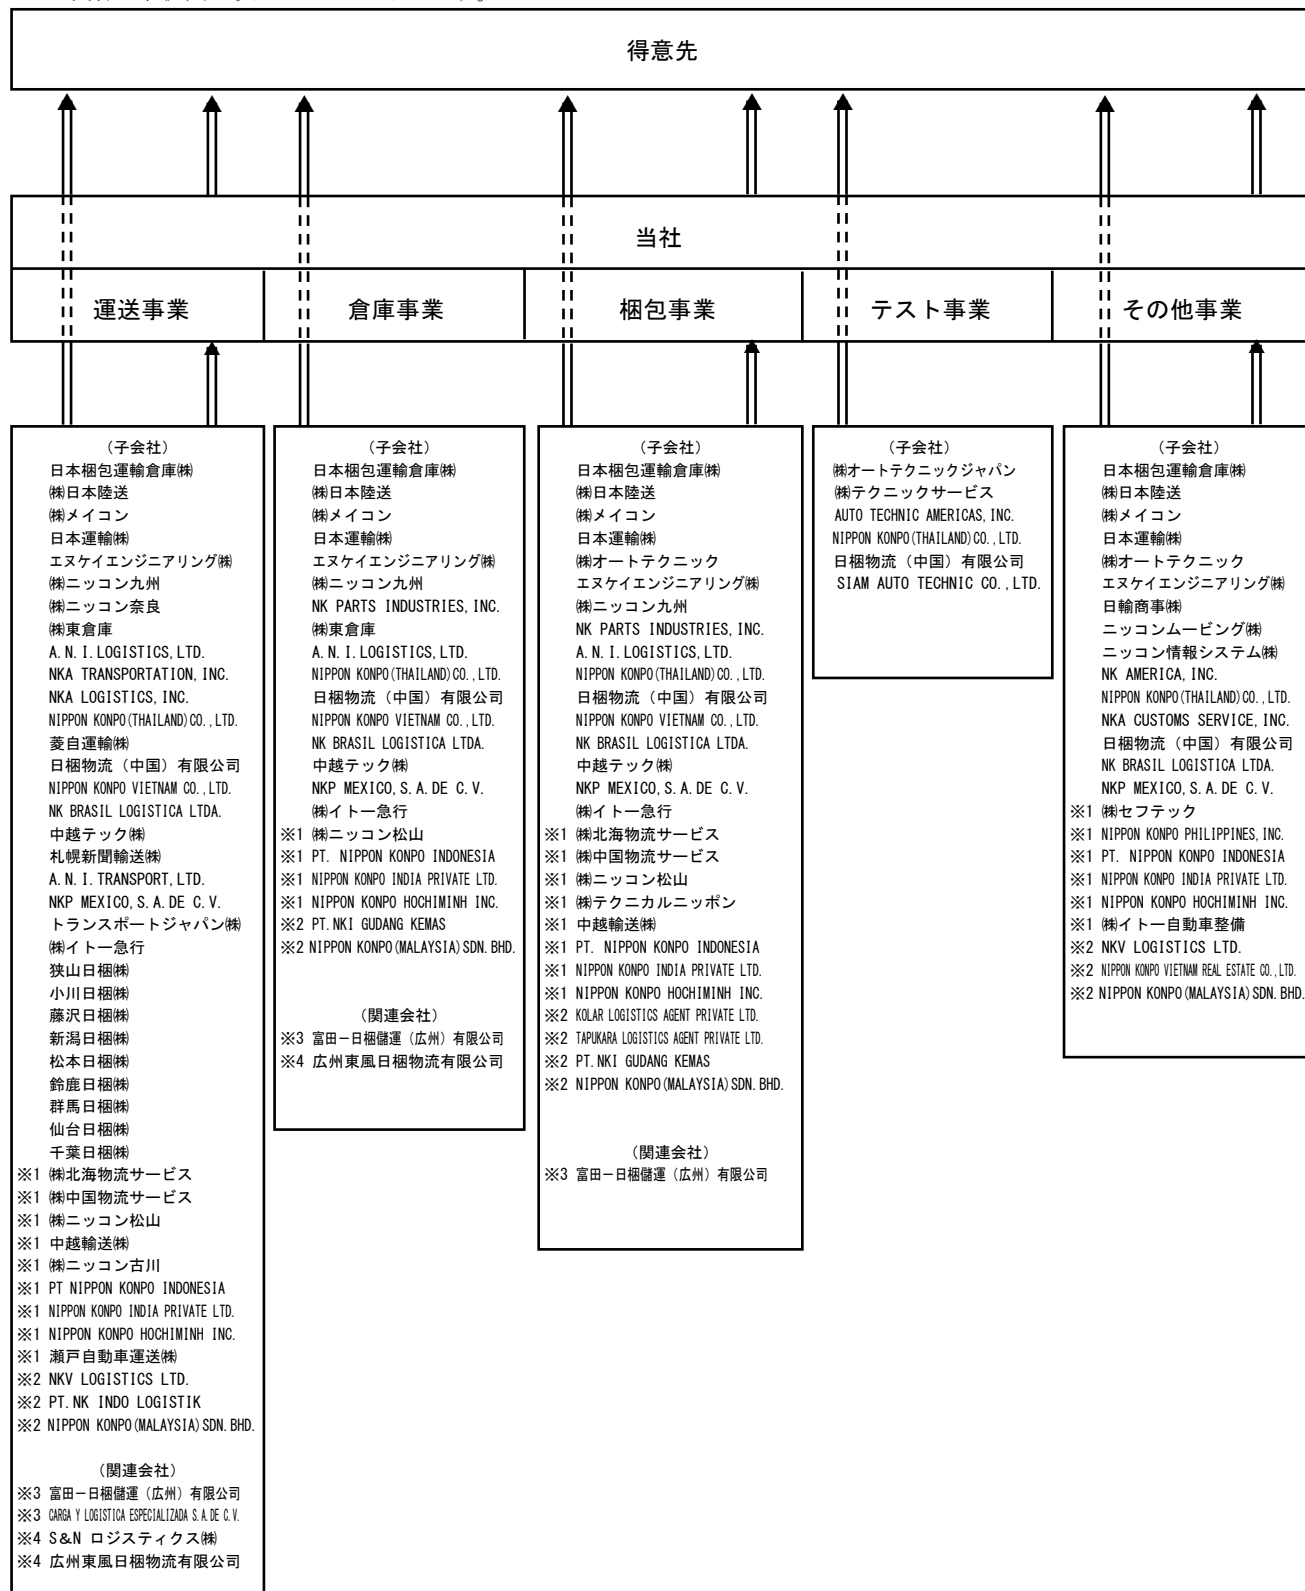 得意先
当社
運送事業
倉庫事業
梱包事業
テスト事業
その他事業
（子会社）
日本梱包運輸倉庫㈱
㈱日本陸送
㈱メイコン
日本運輸㈱
エヌケイエンジニアリング㈱
㈱ニッコン九州
㈱ニッコン奈良
㈱東倉庫
A.N.I.LOGISTICS,LTD.
NKA TRANSPORTATION,INC.
NKA LOGISTICS,INC.
NIPPON KONPO(THAILAND)CO.,LTD.
菱自運輸㈱
日梱物流（中国）有限公司
NIPPON KONPO VIETNAM CO.,LTD.
NK BRASIL LOGISTICA LTDA.
中越テック㈱
札幌新聞輸送㈱
A.N.I.TRANSPORT,LTD.
NKP MEXICO,S.A.DE C.V.
トランスポートジャパン㈱
㈱イトー急行
狭山日梱㈱
小川日梱㈱
藤沢日梱㈱
新潟日梱㈱
松本日梱㈱
鈴鹿日梱㈱
群馬日梱㈱
仙台日梱㈱
千葉日梱㈱
※1 ㈱北海物流サービス
※1 ㈱中国物流サービス
※1 ㈱ニッコン松山
※1 中越輸送㈱
※1 ㈱ニッコン古川
※1 PT NIPPON KONPO INDONESIA
※1 NIPPON KONPO INDIA PRIVATE LTD.
※1 NIPPON KONPO HOCHIMINH INC.
※1 瀬戸自動車運送㈱
※2 NKV LOGISTICS LTD.
※2 PT.NK INDO LOGISTIK
※2 NIPPON KONPO(MALAYSIA)SDN.BHD.
（関連会社）
※3 富田－日梱儲運（広州）有限公司
※3 CARGA Y LOGISTICA ESPECIALIZADA S.A.DE C.V.
※4 S&N ロジスティクス㈱
※4 広州東風日梱物流有限公司
（子会社）
日本梱包運輸倉庫㈱
㈱日本陸送
㈱メイコン
日本運輸㈱
エヌケイエンジニアリング㈱
㈱ニッコン九州
NK PARTS INDUSTRIES,INC.
㈱東倉庫
A.N.I.LOGISTICS,LTD.
NIPPON KONPO(THAILAND)CO.,LTD.
日梱物流（中国）有限公司
NIPPON KONPO VIETNAM CO.,LTD.
NK BRASIL LOGISTICA LTDA.
中越テック㈱
NKP MEXICO,S.A.DE C.V.
㈱イトー急行
※1 ㈱ニッコン松山
※1 PT. NIPPON KONPO INDONESIA
※1 NIPPON KONPO INDIA PRIVATE LTD.
※1 NIPPON KONPO HOCHIMINH INC.
※2 PT.NKI GUDANG KEMAS
※2 NIPPON KONPO(MALAYSIA)SDN.BHD.
（関連会社）
※3 富田－日梱儲運（広州）有限公司
※4 広州東風日梱物流有限公司
（子会社）
日本梱包運輸倉庫㈱
㈱日本陸送
㈱メイコン
日本運輸㈱
㈱オートテクニック
エヌケイエンジニアリング㈱
㈱ニッコン九州
NK PARTS INDUSTRIES,INC.
A.N.I.LOGISTICS,LTD.
NIPPON KONPO(THAILAND)CO.,LTD.
日梱物流（中国）有限公司
NIPPON KONPO VIETNAM CO.,LTD.
NK BRASIL LOGISTICA LTDA.
中越テック㈱
NKP MEXICO,S.A.DE C.V.
㈱イトー急行
※1 ㈱北海物流サービス
※1 ㈱中国物流サービス
※1 ㈱ニッコン松山
※1 ㈱テクニカルニッポン
※1 中越輸送㈱
※1 PT. NIPPON KONPO INDONESIA
※1 NIPPON KONPO INDIA PRIVATE LTD.
※1 NIPPON KONPO HOCHIMINH INC.
※2 KOLAR LOGISTICS AGENT PRIVATE LTD.
※2 TAPUKARA LOGISTICS AGENT PRIVATE LTD.
※2 PT.NKI GUDANG KEMAS
※2 NIPPON KONPO(MALAYSIA)SDN.BHD.
（関連会社）
※3 富田－日梱儲運（広州）有限公司
（子会社）
㈱オートテクニックジャパン
㈱テクニックサービス
AUTO TECHNIC AMERICAS,INC.
NIPPON KONPO(THAILAND)CO.,LTD.
日梱物流（中国）有限公司
SIAM AUTO TECHNIC CO.,LTD.
（子会社）
日本梱包運輸倉庫㈱
㈱日本陸送
㈱メイコン
日本運輸㈱
㈱オートテクニック
エヌケイエンジニアリング㈱
日輸商事㈱
ニッコンムービング㈱
ニッコン情報システム㈱
NK AMERICA,INC.
NIPPON KONPO(THAILAND)CO.,LTD.
NKA CUSTOMS SERVICE,INC.
日梱物流（中国）有限公司
NK BRASIL LOGISTICA LTDA.
NKP MEXICO,S.A.DE C.V.
※1 ㈱セフテック
※1 NIPPON KONPO PHILIPPINES,INC.
※1 PT. NIPPON KONPO INDONESIA
※1 NIPPON KONPO INDIA PRIVATE LTD.
※1 NIPPON KONPO HOCHIMINH INC.
※1 ㈱イトー自動車整備
※2 NKV LOGISTICS LTD.
※2 NIPPON KONPO VIETNAM REAL ESTATE CO.,LTD.
※2 NIPPON KONPO(MALAYSIA)SDN.BHD.